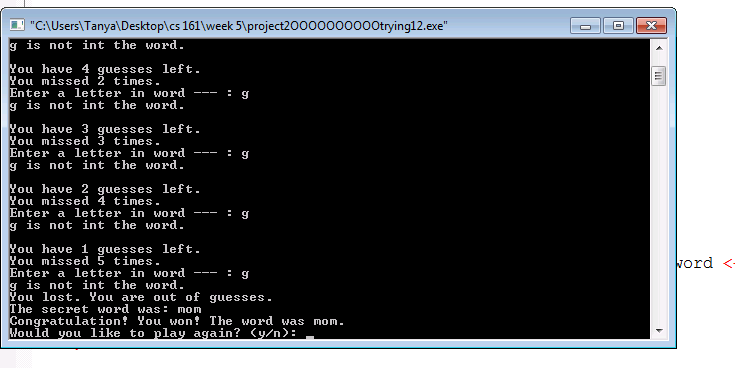 "C:\Users\Tanya\Desktop\cs 161\week 5\project2OOOOOOOOOOtrying12.exe"
g is not int the word.
You have 4 guesses left.
You missed 2 times.
Enter a letter in word --- : g
g is not int the word.
You have 3 guesses left.
You missed 3 times.
Enter a letter in word --- : g
g is not int the word.
You have 2 guesses left.
You missed 4 times.
Enter a letter in word --- : g
g is not int the word.
You have 1 guesses left.
You missed 5 times.
Enter a letter in word --- : g
word <
g is not int the word.
You lost. You are out of guesses.
The secret word was: mom
Congratulation! You won! The word was mom.
Would you like to play again? (y/n): _